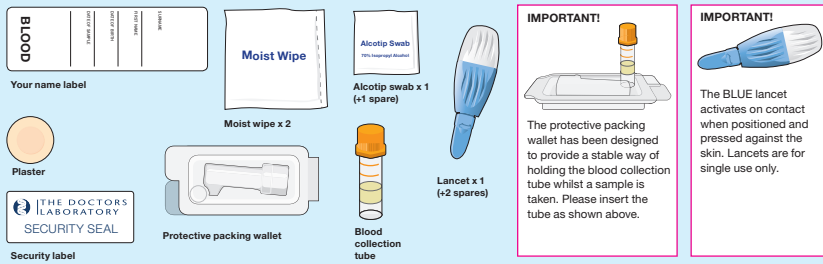 BLOOD
DATE OF SAMPLE
DATE OF BIRTH
FIRST NAME
SURNAME
Your name label
Moist Wipe
Moist wipe x 2
Alcotip Swab
70% Isopropyl Alcohol
Alcotip swab x 1
(+1 spare)
Plaster
THE DOCTORS
LABORATORY
SECURITY SEAL
Security label
Protective packing wallet
Blood
collection
tube
Lancet x 1
(+2 spares)
IMPORTANT!
The protective packing
wallet has been designed
to provide a stable way of
holding the blood collection
tube whilst a sample is
taken. Please insert the
tube as shown above.
IMPORTANT!
The BLUE lancet
activates on contact
when positioned and
pressed against the
skin. Lancets are for
single use only.